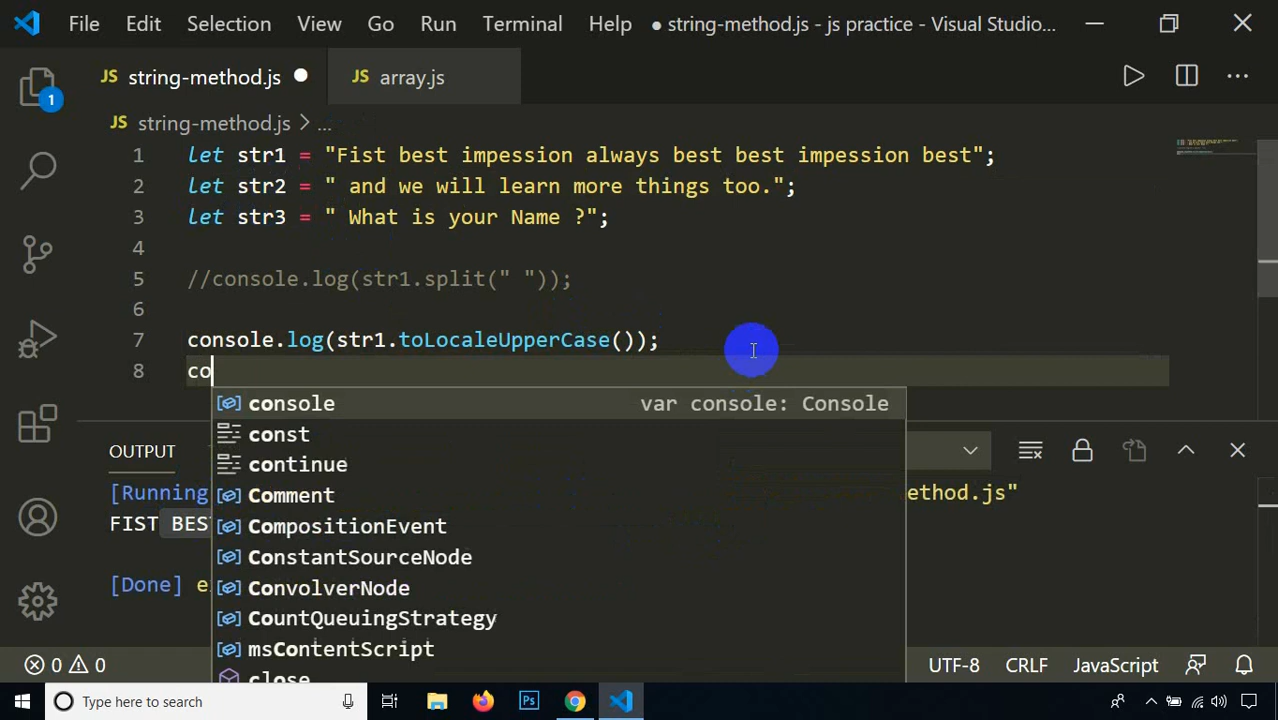 File Edit Selection View Go Run Terminal Help ● string-method.js - js practice - Visual Studio...
JS string-method.js ● JS array.js
JS string-method.js > ...
1 let str1 = "Fist best impession always best best impession best";
2 let str2 = " and we will learn more things too.";
3 let str3 = " What is your Name ?";
4
5 //console.log(str1.split(" "));
6
7 console.log(str1.toLocaleUpperCase());
8 co
console var console: Console
const
continue
Comment
CompositionEvent
ConstantSourceNode
ConvolverNode
CountQueuingStrategy
msContentScript
close
1
OUTPUT
[Running ethod.js"
FIST BES
[Done] e
0 0 UTF-8 CRLF JavaScript
Type here to search
Ps